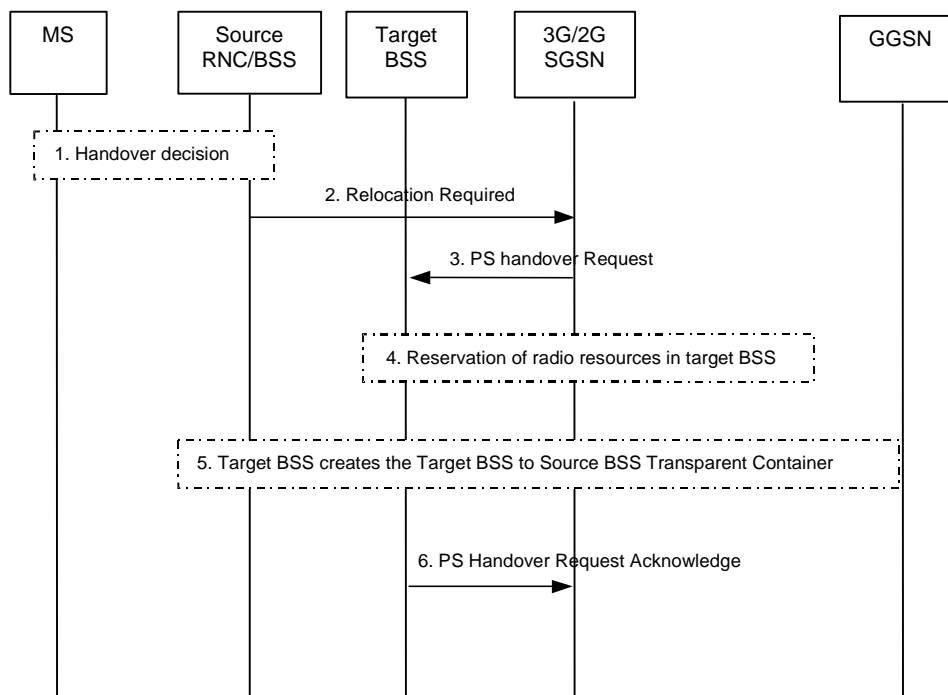 MS
Source
RNC/BSS
Target
BSS
3G/2G
SGSN
GGSN
1. Handover decision
2. Relocation Required
3. PS handover Request
4. Reservation of radio resources in target BSS
5. Target BSS creates the Target BSS to Source BSS Transparent Container
6. PS Handover Request Acknowledge